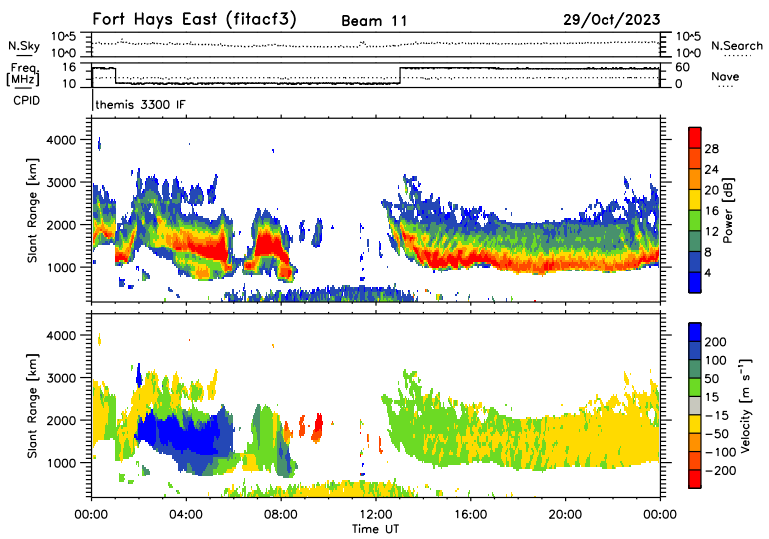 Fort Hays East (fitacf3) Beam 11 29/Oct/2023
N.Sky 10^5 10^0 10^5 10^0 N.Search
Freq. [MHz] 16 10 60 0 Nave
CPID themis 3300 IF
Slant Range [km] 4000 3000 2000 1000
28 24 20 16 12 8 4 Power [dB]
Slant Range [km] 4000 3000 2000 1000
200 100 50 15 -15 -50 -100 -200 Velocity [m s^-1]
00:00 04:00 08:00 12:00 16:00 20:00 00:00
Time UT